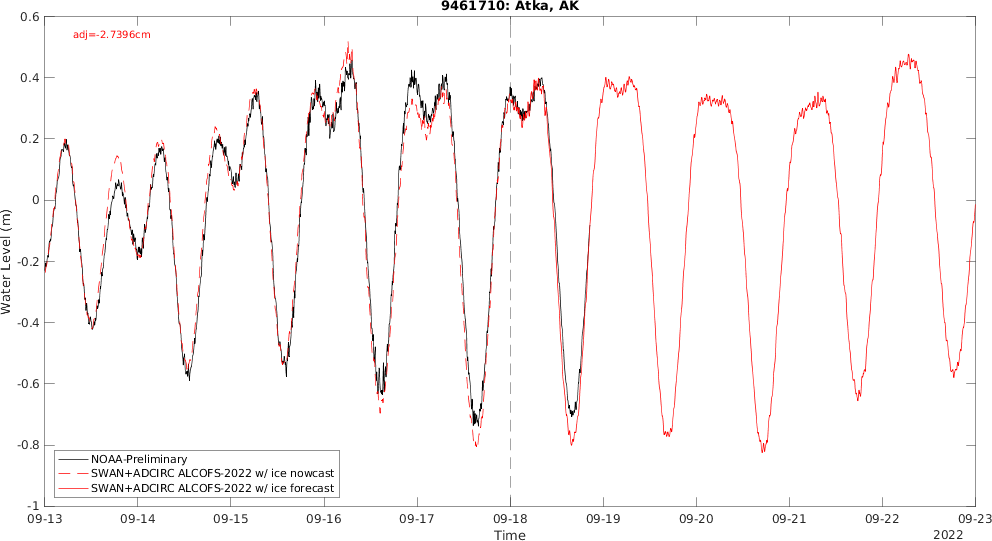 9461710: Atka, AK
adj=-2.7396cm
0.6
0.4
0.2
0
-0.2
-0.4
-0.6
-0.8
-1
Water Level (m)
NOAA-Preliminary
SWAN+ADCIRC ALCOFS-2022 w/ ice nowcast
SWAN+ADCIRC ALCOFS-2022 w/ ice forecast
09-13 09-14 09-15 09-16 09-17 09-18 09-19 09-20 09-21 09-22 09-23
Time
2022